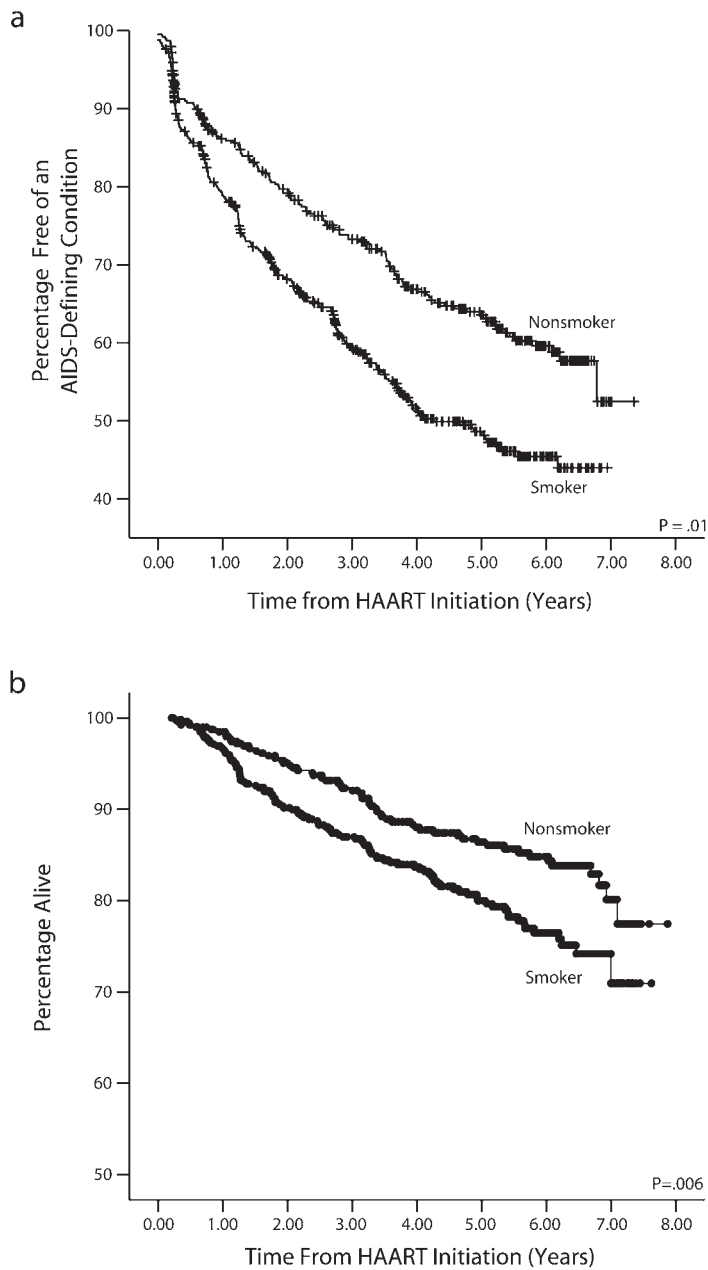 a
100
90
80
70
60
50
40
Percentage Free of an
AIDS-Defining Condition
Nonsmoker
Smoker
P = .01
0.00 1.00 2.00 3.00 4.00 5.00 6.00 7.00 8.00
Time from HAART Initiation (Years)
b
100
90
80
70
60
50
Percentage Alive
Nonsmoker
Smoker
P=.006
0.00 1.00 2.00 3.00 4.00 5.00 6.00 7.00 8.00
Time From HAART Initiation (Years)